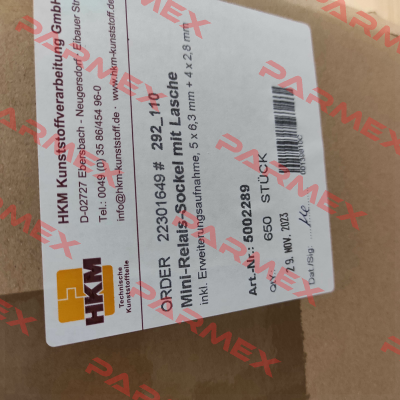 HKM Kunststoffverarbeitung GmbH
D-02727 Ebersbach - Neugersdorf - Eibauer Str
Tel.: 0049 (0) 35 86/454 96-0
info@hkm-kunststoff.de - www.hkm-kunststoff.de
HKM
Technische
Kunststoffteile
ORDER 22301649 # 292_110
Mini-Relais-Sockel mit Lasche
inkl. Erweiterungsaufnahme, 5 x 6,3 mm + 4 x 2,8 mm
Art.-Nr.: 5002289
QTY.: 650 STÜCK
29. NOV. 2023
Dat./Sig.:
PARMEX
PARMEX
PARMEX
PARMEX
PARMEX
PARMEX